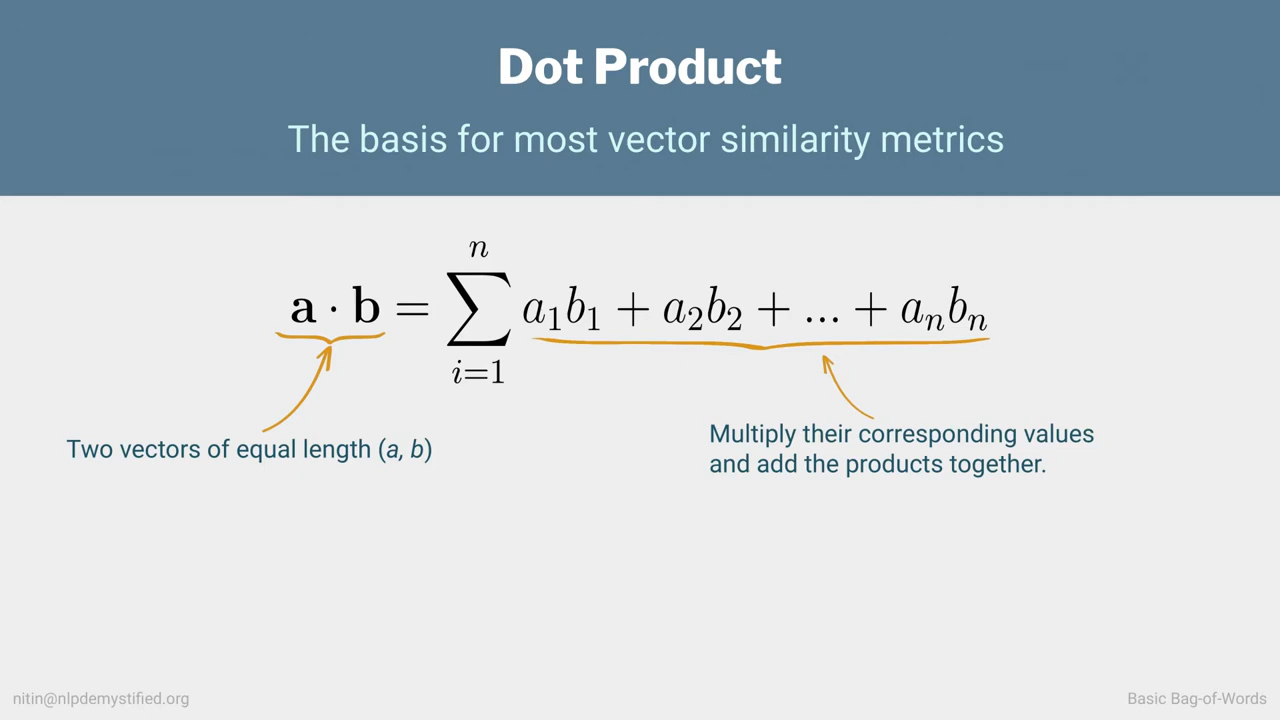 Dot Product
The basis for most vector similarity metrics
n
a · b = ∑ a₁b₁ + a₂b₂ + ... + aₙbₙ
i=1
Two vectors of equal length (a, b)
Multiply their corresponding values
and add the products together.
nitin@nlpdemystified.org
Basic Bag-of-Words